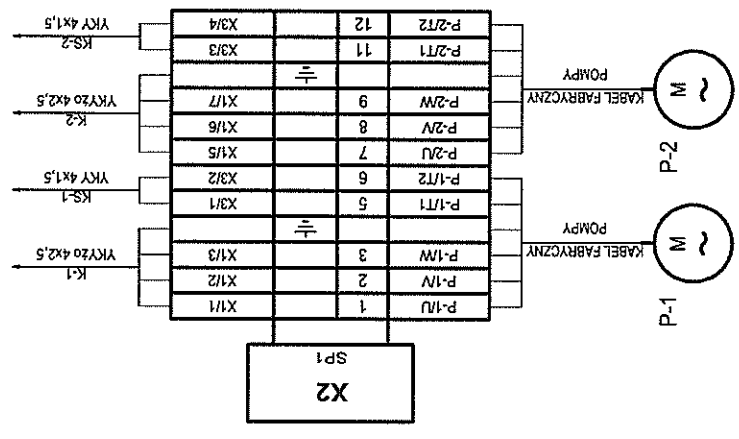 X2
SP1
P-1/U 1 X1/1
P-1/V 2 X1/2
P-1/W 3 X1/3
P-1/T1 5 X3/1
P-1/T2 6 X3/2
P-2/U 7 X1/5
P-2/V 8 X1/6
P-2/W 9 X1/7
P-2/T1 11 X3/3
P-2/T2 12 X3/4
P-1
M
~
KABEL FABRYCZNY
POMPY
P-2
M
~
KABEL FABRYCZNY
POMPY
K-1
YKYżo 4x2,5
KS-1
YKY 4x1,5
K-2
YKYżo 4x2,5
KS-2
YKY 4x1,5